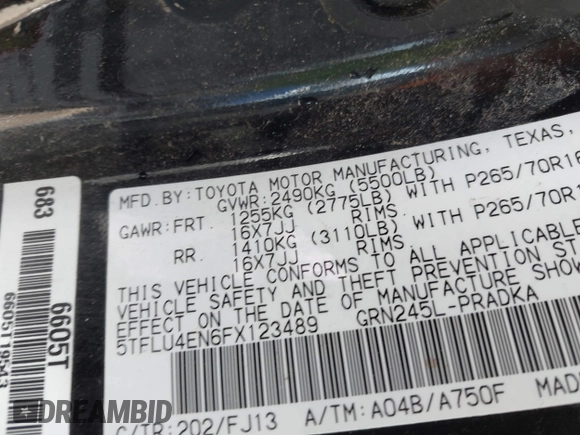 MFD.BY:TOYOTA MOTOR MANUFACTURING, TEXAS,
GVWR:2490KG (5500LB)
GAWR:FRT. 1255KG (2775LB) WITH P265/70R16
16X7JJ RIMS,
RR. 1410KG (3110LB) WITH P265/70R1
16X7JJ RIMS,
THIS VEHICLE CONFORMS TO ALL APPLICABLE
VEHICLE SAFETY AND THEFT PREVENTION ST
EFFECT ON THE DATE OF MANUFACTURE SHOW
5TFLU4EN6FX123489 GRN245L-PRADKA
C/TR:202/FJ13 A/TM:A04B/A750F MADE
683
6605T
DREAMBID